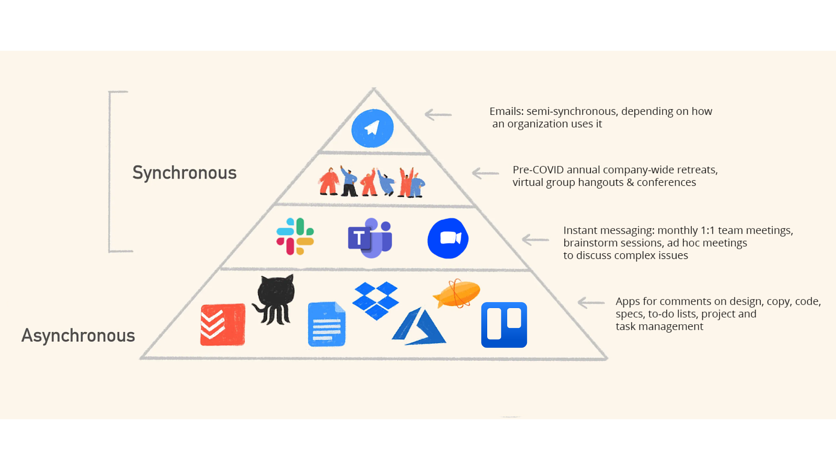 Emails: semi-synchronous, depending on how
an organization uses it
Synchronous
Pre-COVID annual company-wide retreats,
virtual group hangouts & conferences
T
Instant messaging: monthly 1:1 team meetings,
brainstorm sessions, ad hoc meetings
to discuss complex issues
Asynchronous
Apps for comments on design, copy, code,
specs, to-do lists, project and
task management